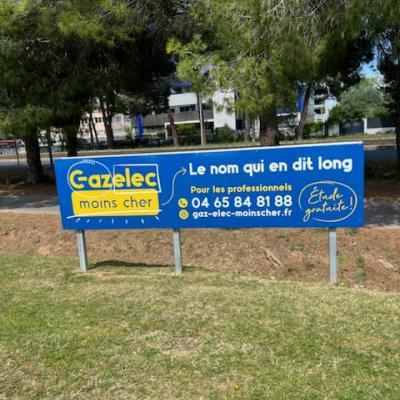 Gazelec
moins cher
Le nom qui en dit long
Pour les professionnels
04 65 84 81 88
gaz-elec-moinscher.fr
Étude
gratuite!